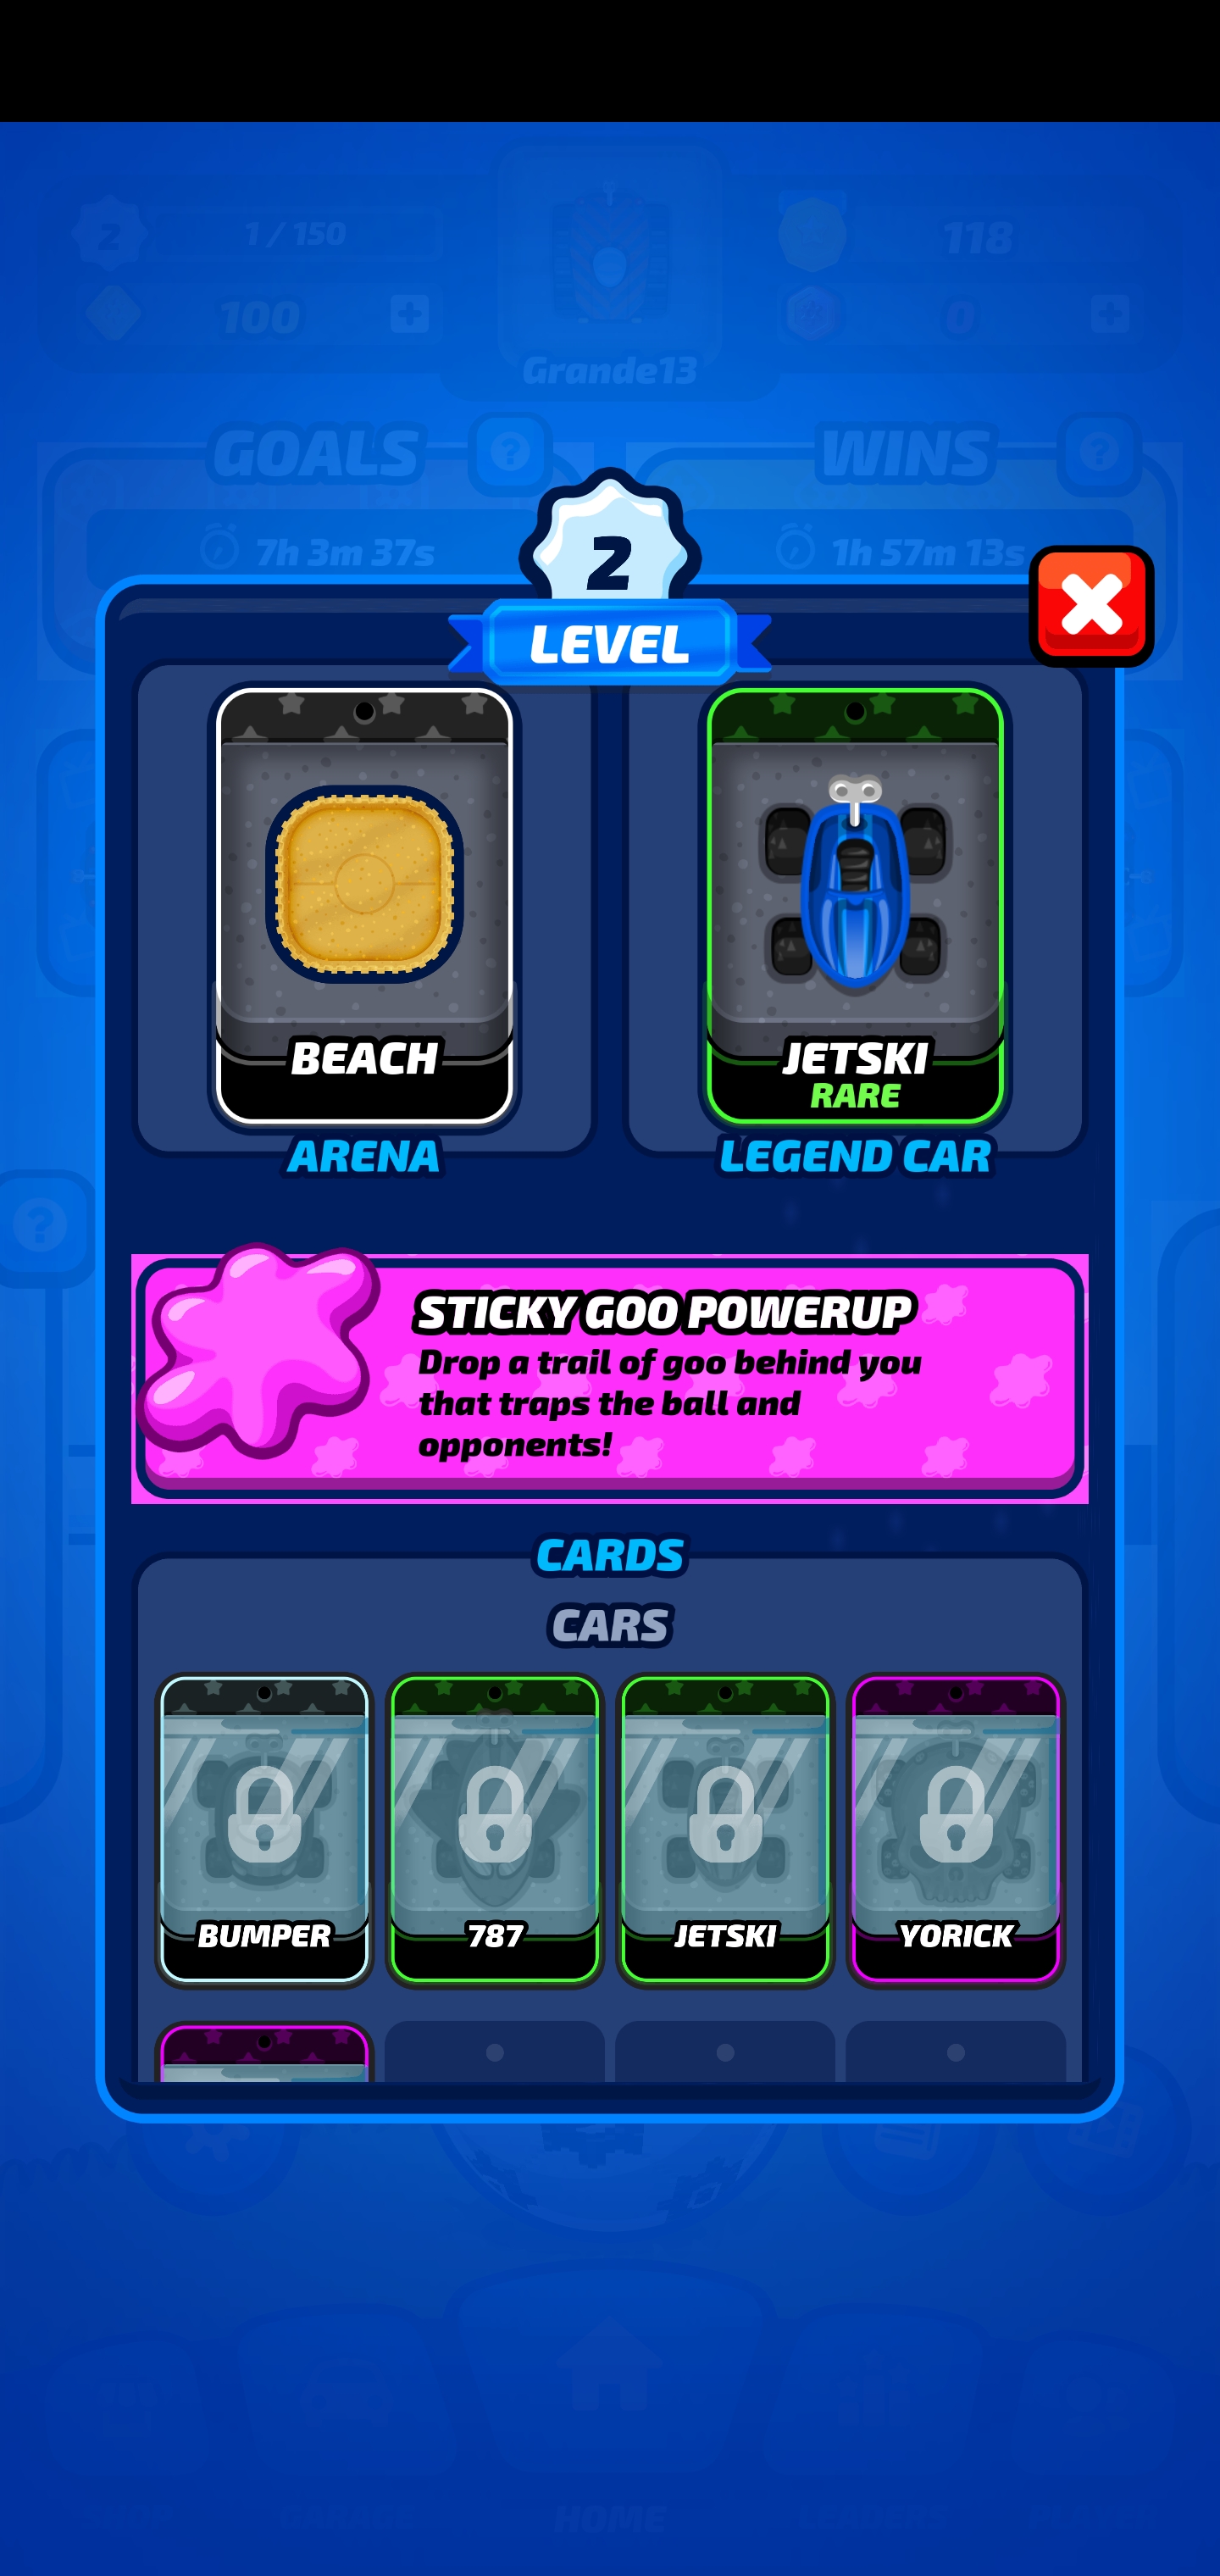 2
1 / 150
118
100
0
Grande13
GOALS
?
WINS
?
7h 3m 37s
1h 57m 13s
2
LEVEL
BEACH
JETSKI
RARE
ARENA
LEGEND CAR
?
STICKY GOO POWERUP
Drop a trail of goo behind you
that traps the ball and
opponents!
CARDS
CARS
BUMPER
787
JETSKI
YORICK
HOME